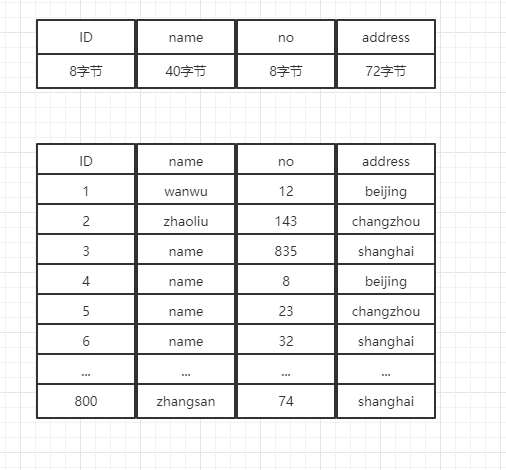 ID name no address
8字节 40字节 8字节 72字节
ID name no address
1 wanwu 12 beijing
2 zhaoliu 143 changzhou
3 name 835 shanghai
4 name 8 beijing
5 name 23 changzhou
6 name 32 shanghai
... ... ... ...
800 zhangsan 74 shanghai